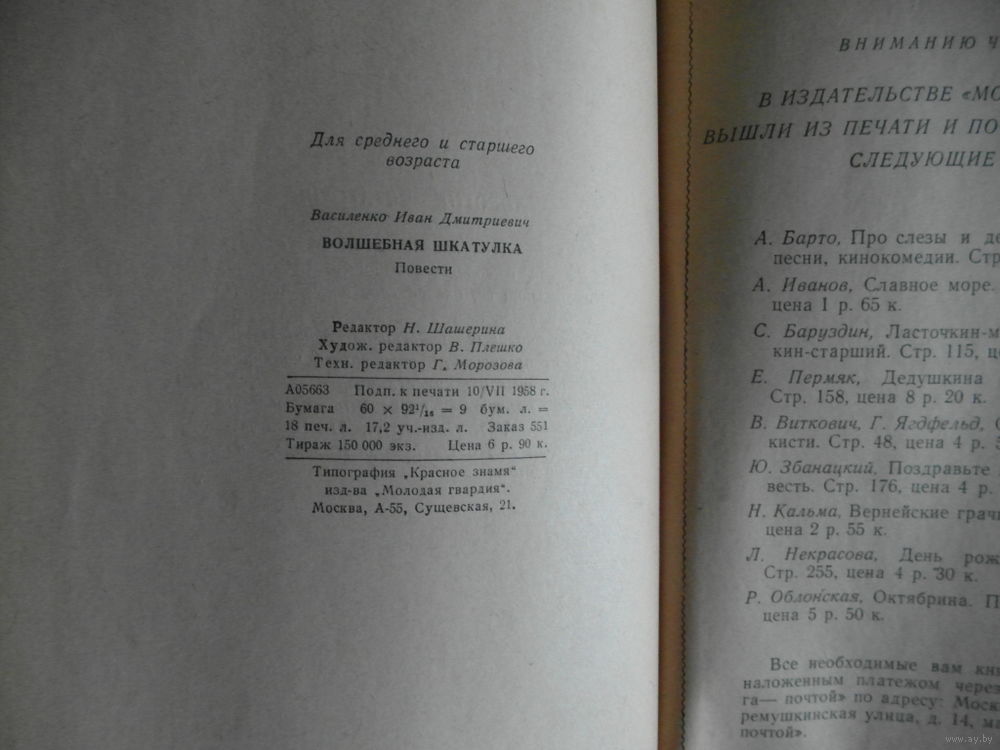 Для среднего и старшего
возраста
Василенко Иван Дмитриевич
ВОЛШЕБНАЯ ШКАТУЛКА
Повести
Редактор Н. Шашерина
Худож. редактор В. Плешко
Техн. редактор Г. Морозова
А05663 Подп. к печати 10/VII 1958 г.
Бумага 60 × 92¹/₁₆ = 9 бум. л. =
18 печ. л. 17,2 уч.-изд. л. Заказ 551
Тираж 150 000 экз. Цена 6 р. 90 к.
Типография „Красное знамя“
изд-ва „Молодая гвардия“.
Москва, А-55, Сущевская, 21.
ВНИМАНИЮ Ч
В ИЗДАТЕЛЬСТВЕ «МО
ВЫШЛИ ИЗ ПЕЧАТИ И ПО
СЛЕДУЮЩИЕ
А. Барто, Про слезы и де
песни, кинокомедии. Стр
А. Иванов, Славное море.
цена 1 р. 65 к.
С. Баруздин, Ласточкин-м
кин-старший. Стр. 115, це
Е. Пермяк, Дедушкина
Стр. 158, цена 8 р. 20 к.
В. Виткович, Г. Ягдфельд, С
кисти. Стр. 48, цена 4 р. 5
Ю. Збанацкий, Поздравьте
весть. Стр. 176, цена 4 р.
Н. Кальма, Вернейские грачи
цена 2 р. 55 к.
Л. Некрасова, День рож
Стр. 255, цена 4 р. 30 к.
Р. Облонская, Октябрина. П
цена 5 р. 50 к.
Все необходимые вам кни
наложенным платежом через
га— почтой» по адресу: Моск
ремушкинская улица, д. 14, ма
почтой».
www.ay.by